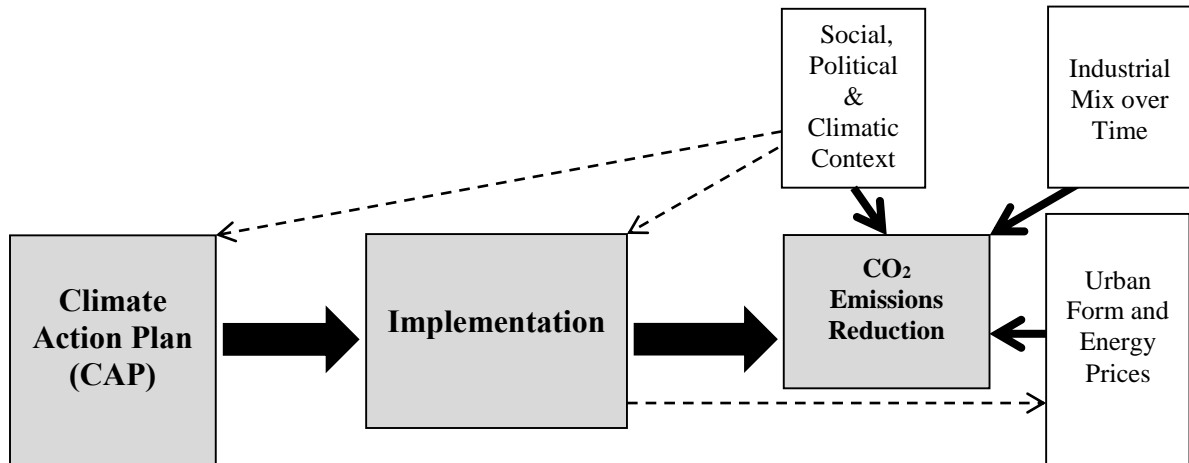 Social,
Political
&
Climatic
Context
Industrial
Mix over
Time
Climate
Action Plan
(CAP)
Implementation
CO₂
Emissions
Reduction
Urban
Form and
Energy
Prices